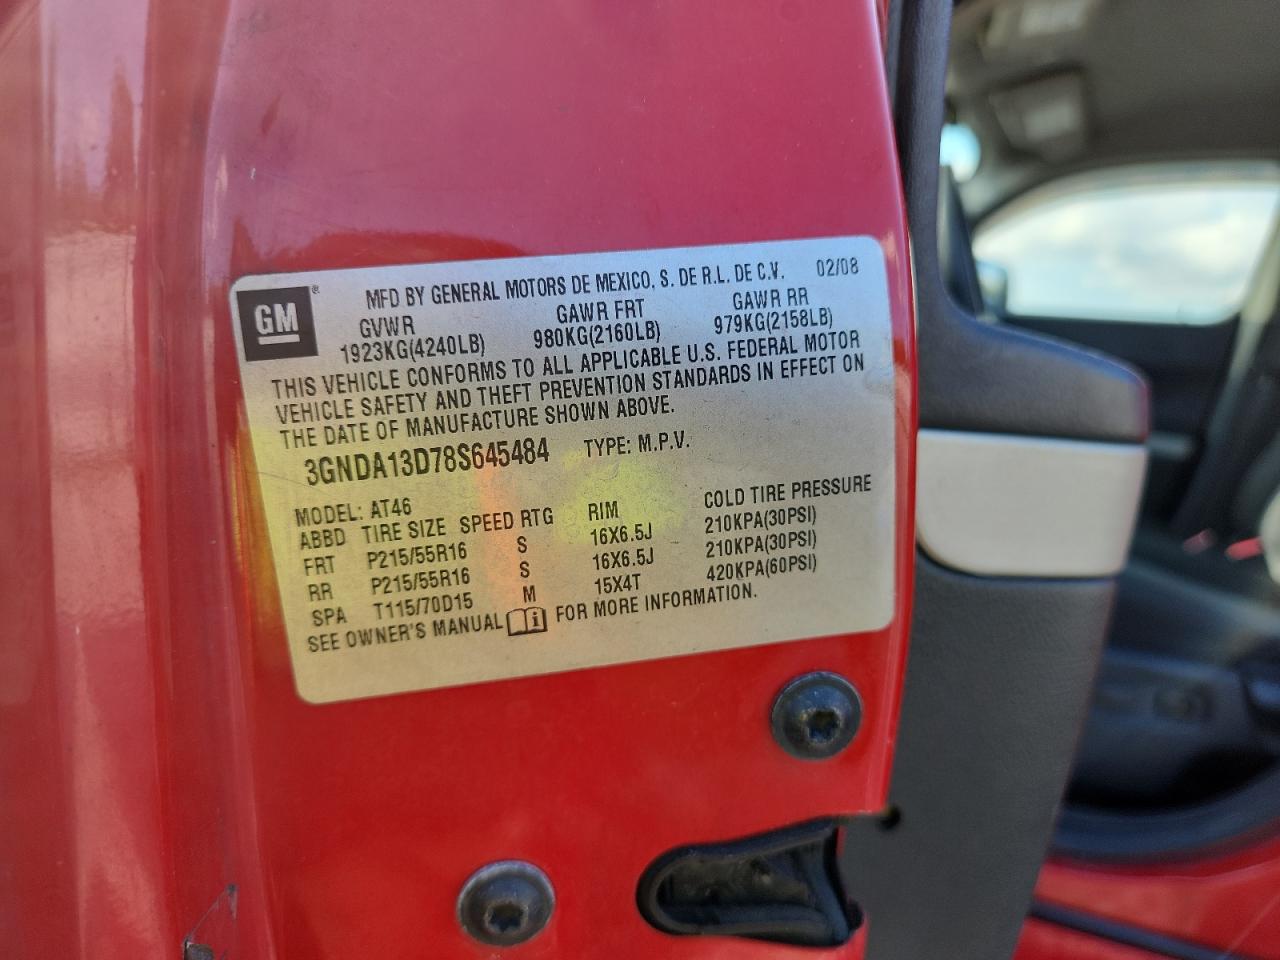 GM®
MFD BY GENERAL MOTORS DE MEXICO, S. DE R.L. DE C.V. 02/08
GVWR GAWR FRT GAWR RR
1923KG(4240LB) 980KG(2160LB) 979KG(2158LB)
THIS VEHICLE CONFORMS TO ALL APPLICABLE U.S. FEDERAL MOTOR
VEHICLE SAFETY AND THEFT PREVENTION STANDARDS IN EFFECT ON
THE DATE OF MANUFACTURE SHOWN ABOVE.
3GNDA13D78S645484 TYPE: M.P.V.
MODEL: AT46
ABBD TIRE SIZE SPEED RTG RIM COLD TIRE PRESSURE
FRT P215/55R16 S 16X6.5J 210KPA(30PSI)
RR P215/55R16 S 16X6.5J 210KPA(30PSI)
SPA T115/70D15 M 15X4T 420KPA(60PSI)
SEE OWNER'S MANUAL i FOR MORE INFORMATION.